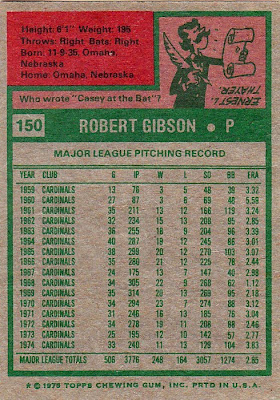 Height: 6'1" Weight: 195
Throws: Right Bats: Right
Born: 11-9-35, Omaha,
Nebraska
Home: Omaha, Nebraska
Who wrote "Casey at the Bat"?
ERNEST L.
THAYER
150 ROBERT GIBSON • P
MAJOR LEAGUE PITCHING RECORD
YEAR CLUB G IP W L SO BB ERA
1959 CARDINALS 13 76 3 5 48 39 3.32
1960 CARDINALS 27 87 3 6 69 48 5.59
1961 CARDINALS 35 211 13 12 166 119 3.24
1962 CARDINALS 32 234 15 13 208 95 2.85
1963 CARDINALS 36 255 18 9 204 96 3.39
1964 CARDINALS 40 287 19 12 245 86 3.01
1965 CARDINALS 38 299 20 12 270 103 3.07
1966 CARDINALS 35 280 21 12 225 78 2.44
1967 CARDINALS 24 175 13 7 147 40 2.98
1968 CARDINALS 34 305 22 9 268 62 1.12
1969 CARDINALS 35 314 20 13 269 95 2.18
1970 CARDINALS 34 294 23 7 274 88 3.12
1971 CARDINALS 31 246 16 13 185 76 3.04
1972 CARDINALS 34 278 19 11 208 88 2.46
1973 CARDINALS 25 195 12 10 142 57 2.77
1974 CARDINALS 33 240 11 13 129 104 3.83
MAJOR LEAGUE TOTALS 506 3776 248 164 3057 1274
© 1975 TOPPS CHEWING GUM, INC. PRTD IN U.S.A.